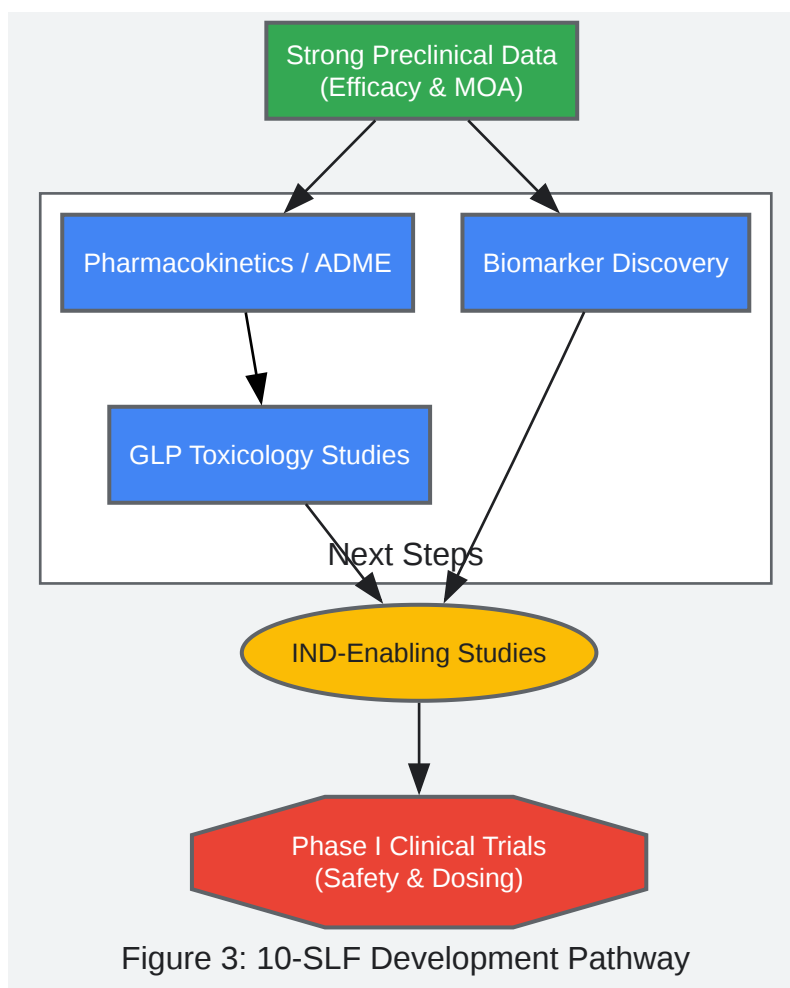 Strong Preclinical Data
(Efficacy & MOA)
Pharmacokinetics / ADME
Biomarker Discovery
GLP Toxicology Studies
Next Steps
IND-Enabling Studies
Phase I Clinical Trials
(Safety & Dosing)
Figure 3: 10-SLF Development Pathway